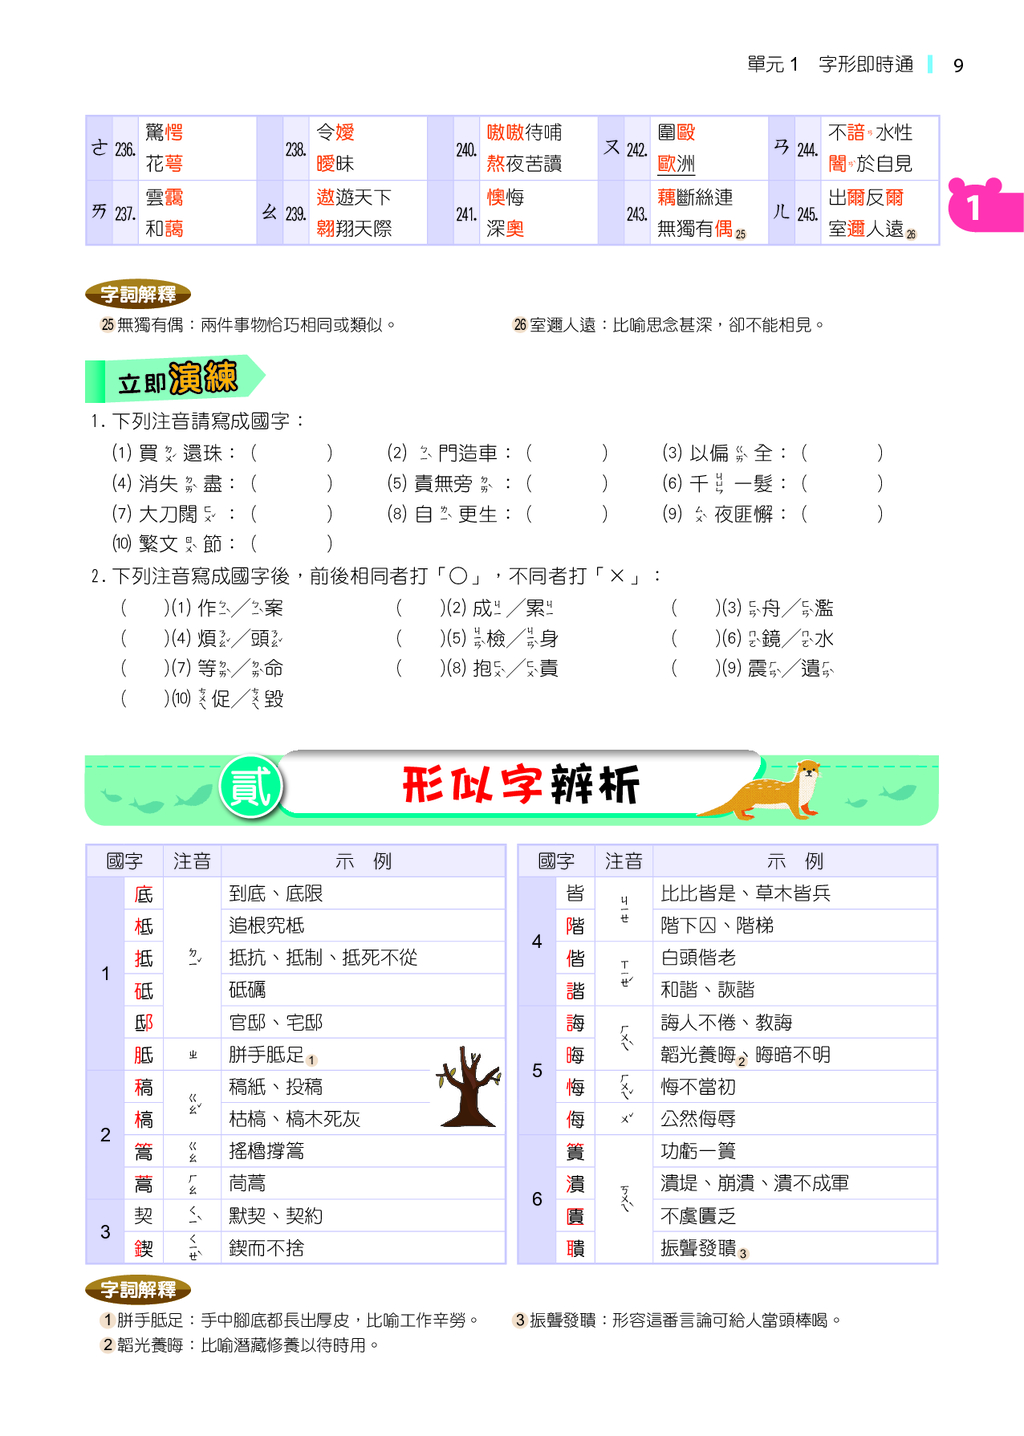 單元 1　字形即時通　9
ㄜ 236. 驚愕 花萼　238. 令嬡 曖昧　240. 嗷嗷待哺 熬夜苦讀　ㄡ 242. 圍毆 歐洲　ㄢ 244. 不諳ㄢ水性 闇ㄢˋ於自見
ㄞ 237. 雲靄 和藹　ㄠ 239. 遨遊天下 翱翔天際　241. 懊悔 深奧　243. 藕斷絲連 無獨有偶25　ㄦ 245. 出爾反爾 室邇人遠26
1
字詞解釋
25無獨有偶：兩件事物恰巧相同或類似。　26室邇人遠：比喻思念甚深，卻不能相見。
立即演練
1. 下列注音請寫成國字：
⑴ 買ㄉㄨˊ還珠：（　　　）　⑵ ㄅㄧˋ門造車：（　　　）　⑶ 以偏ㄍㄞˋ全：（　　　）
⑷ 消失ㄉㄞˋ盡：（　　　）　⑸ 責無旁ㄉㄞˋ：（　　　）　⑹ 千ㄐㄩㄣ一髮：（　　　）
⑺ 大刀闊ㄈㄨˇ：（　　　）　⑻ 自ㄌㄧˋ更生：（　　　）　⑼ ㄙㄨˋ夜匪懈：（　　　）
⑽ 繁文ㄖㄨˋ節：（　　　）
2. 下列注音寫成國字後，前後相同者打「○」，不同者打「×」：
（　　）⑴ 作ㄅㄧˋ／ㄅㄧˋ案　（　　）⑵ 成ㄐㄧ／累ㄐㄧ　（　　）⑶ ㄈㄢˋ舟／ㄈㄢˋ濫
（　　）⑷ 煩ㄋㄠˇ／頭ㄋㄠˇ　（　　）⑸ ㄐㄧㄢˇ檢／ㄐㄧㄢˋ身　（　　）⑹ ㄇㄛˊ鏡／ㄇㄛˋ水
（　　）⑺ 等ㄉㄞˋ／ㄉㄞˋ命　（　　）⑻ 抱ㄈㄨˋ／ㄈㄨˋ責　（　　）⑼ 震ㄏㄢˋ／遺ㄏㄢˋ
（　　）⑽ ㄘㄨㄟ促／ㄘㄨㄟ毀
貳　形似字辨析
國字　注音　示　例
1　底　ㄉㄧˇ　到底、底限
柢　追根究柢
抵　抵抗、抵制、抵死不從
砥　砥礪
邸　官邸、宅邸
胝　ㄓ　胼手胝足1
2　稿　ㄍㄠˇ　稿紙、投稿
槁　枯槁、槁木死灰
篙　ㄍㄠ　搖櫓撐篙
蒿　ㄏㄠ　茼蒿
3　契　ㄑㄧˋ　默契、契約
鍥　ㄑㄧㄝˋ　鍥而不捨
國字　注音　示　例
4　皆　ㄐㄧㄝ　比比皆是、草木皆兵
階　階下囚、階梯
偕　ㄒㄧㄝˊ　白頭偕老
諧　和諧、詼諧
5　誨　ㄏㄨㄟˋ　誨人不倦、教誨
晦　韜光養晦2、晦暗不明
悔　ㄏㄨㄟˇ　悔不當初
侮　ㄨˇ　公然侮辱
6　簣　ㄎㄨㄟˋ　功虧一簣
潰　潰堤、崩潰、潰不成軍
匱　不虞匱乏
聵　振聾發聵3
字詞解釋
1胼手胝足：手中腳底都長出厚皮，比喻工作辛勞。　3振聾發聵：形容這番言論可給人當頭棒喝。
2韜光養晦：比喻潛藏修養以待時用。